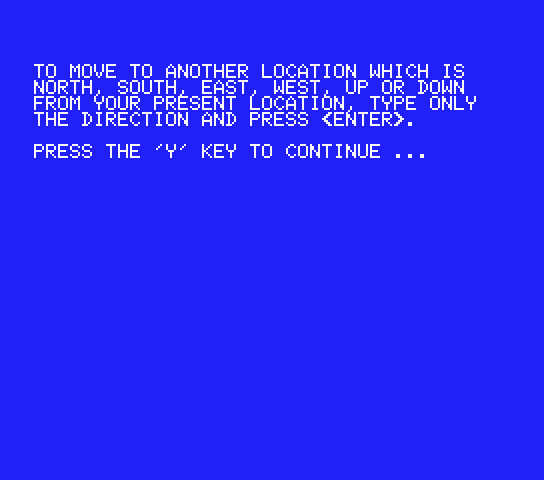 TO MOVE TO ANOTHER LOCATION WHICH IS
NORTH, SOUTH, EAST, WEST, UP OR DOWN
FROM YOUR PRESENT LOCATION, TYPE ONLY
THE DIRECTION AND PRESS <ENTER>.
PRESS THE 'Y' KEY TO CONTINUE ...